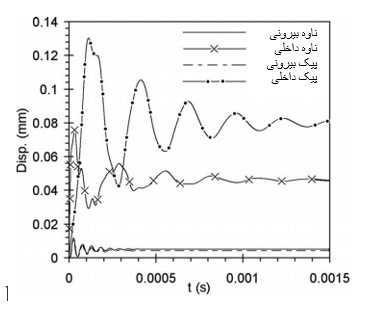 0.14
ناوه بیرونی
0.12
ناوه داخلی
پیک بیرونی
0.1
پیک داخلی
Disp. (mm)
0.08
0.06
0.04
0.02
0
0
0.0005
0.001
0.0015
t (s)